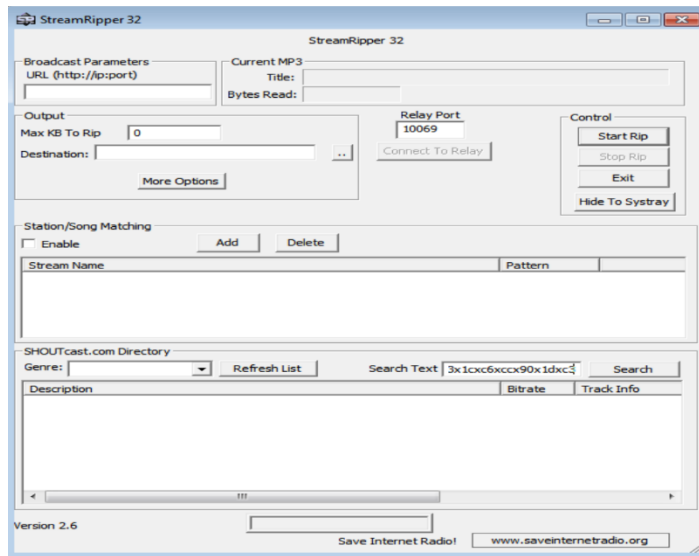 StreamRipper 32
StreamRipper 32
Broadcast Parameters
URL (http://ip:port)
Current MP3
Title:
Bytes Read:
Output
Max KB To Rip 0
Destination: ..
More Options
Relay Port
10069
Connect To Relay
Control
Start Rip
Stop Rip
Exit
Hide To Systray
Station/Song Matching
Enable Add Delete
Stream Name Pattern
SHOUTcast.com Directory
Genre: Refresh List Search Text 3x1cxc6xccx90x1dxc3 Search
Description Bitrate Track Info
Version 2.6
Save Internet Radio! www.saveinternetradio.org